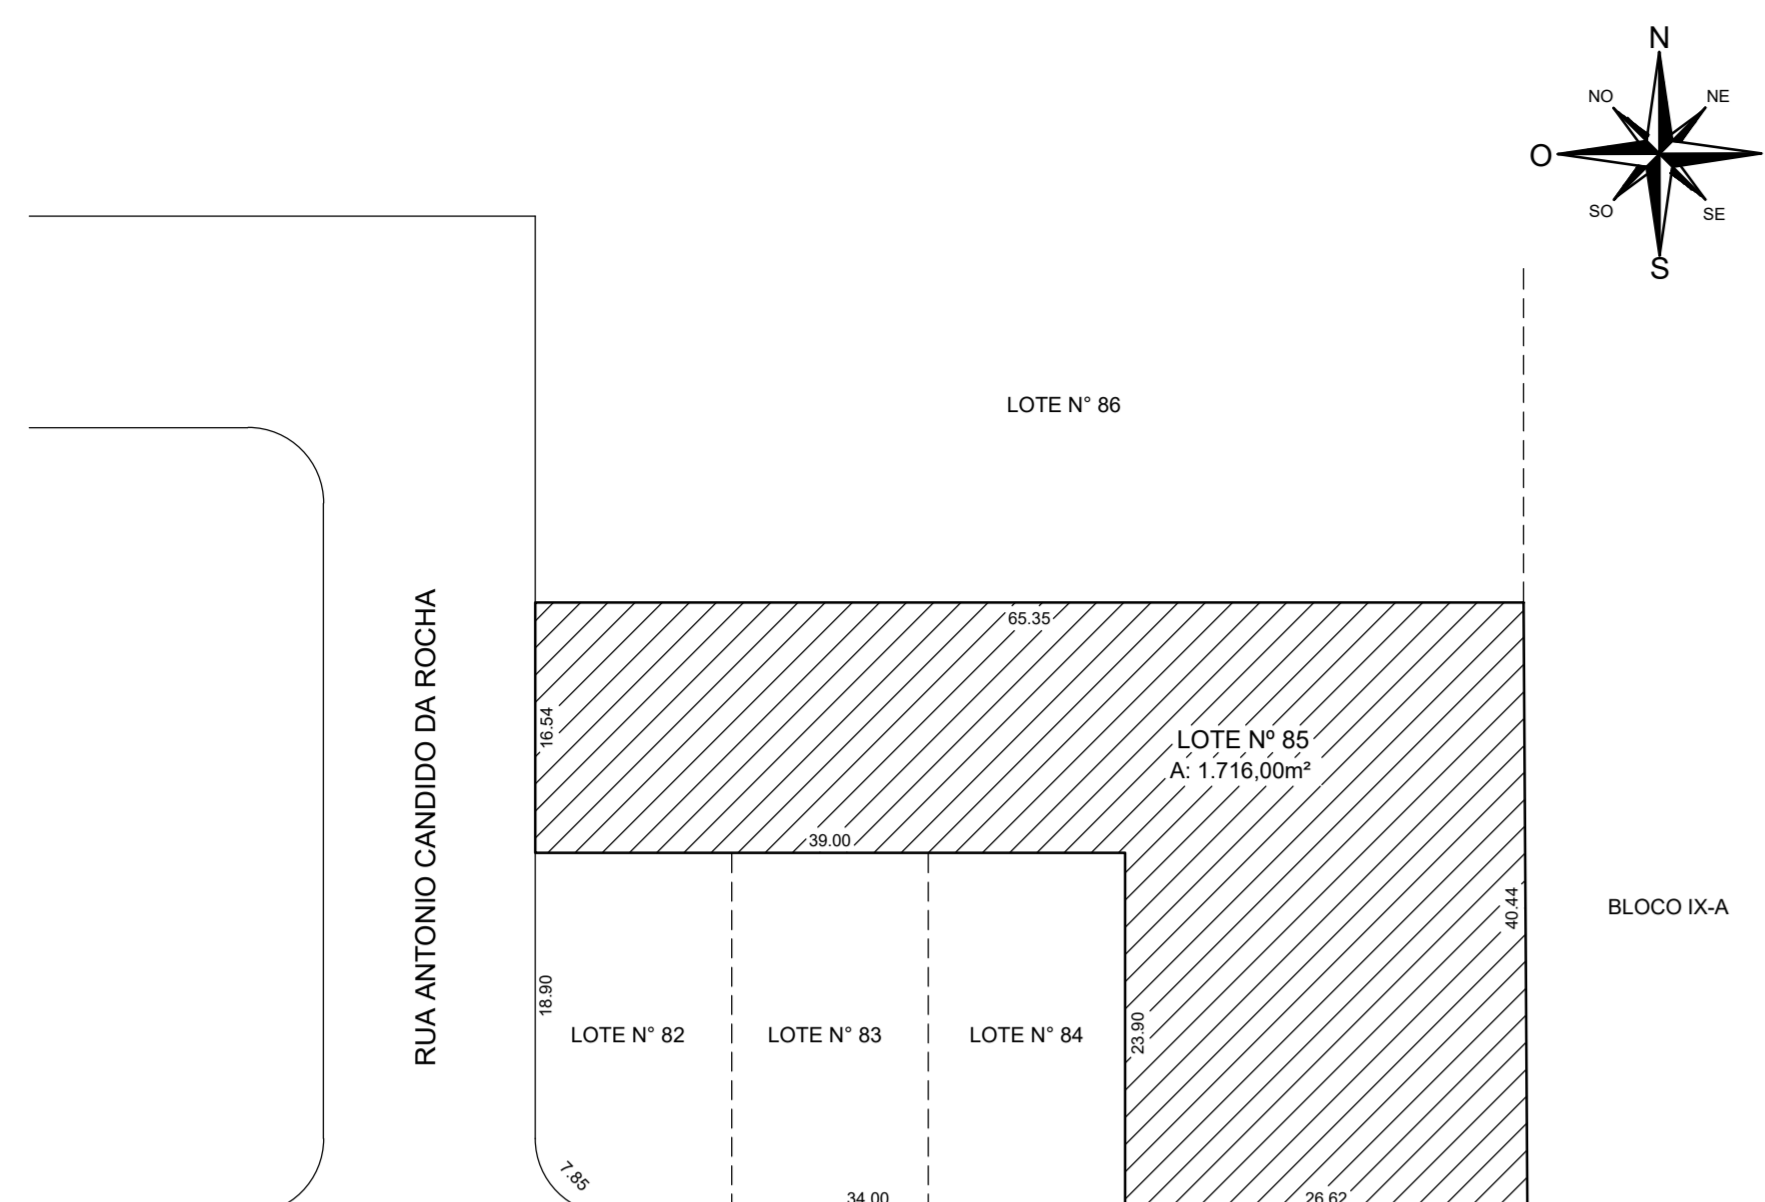 N
NO
NE
O
SO
SE
S
LOTE N° 86
65.35
16.54
LOTE Nº 85
A: 1.716,00m²
RUA ANTONIO CANDIDO DA ROCHA
39.00
40.44
BLOCO IX-A
18.90
LOTE N° 82
LOTE N° 83
LOTE N° 84
23.90
7.85
34.00
26.62